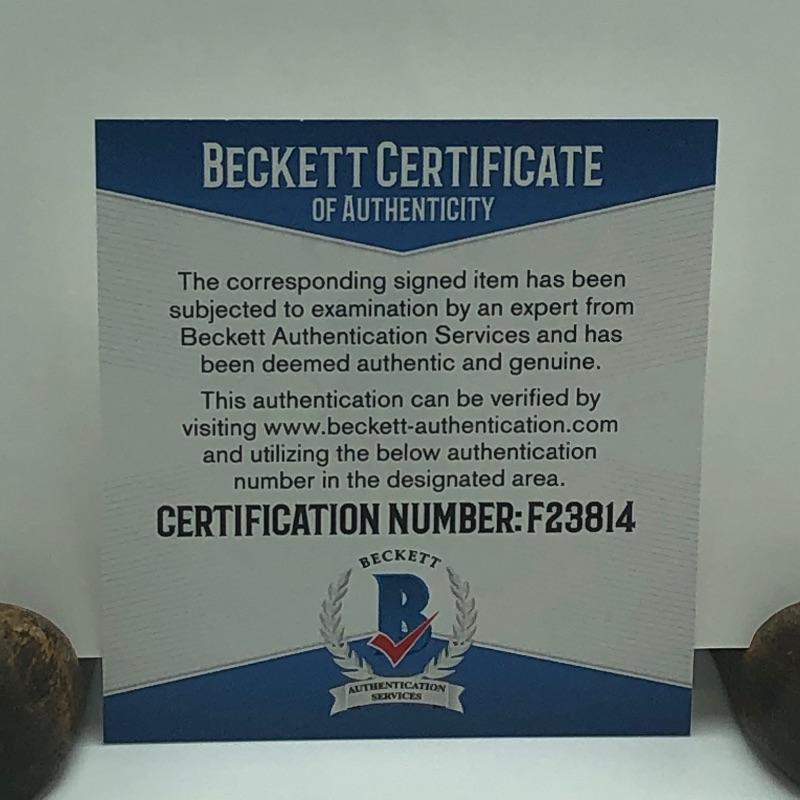 BECKETT CERTIFICATE
OF AUTHENTICITY
The corresponding signed item has been
subjected to examination by an expert from
Beckett Authentication Services and has
been deemed authentic and genuine.
This authentication can be verified by
visiting www.beckett-authentication.com
and utilizing the below authentication
number in the designated area.
CERTIFICATION NUMBER: F23814
BECKETT
B
AUTHENTICATION
SERVICES